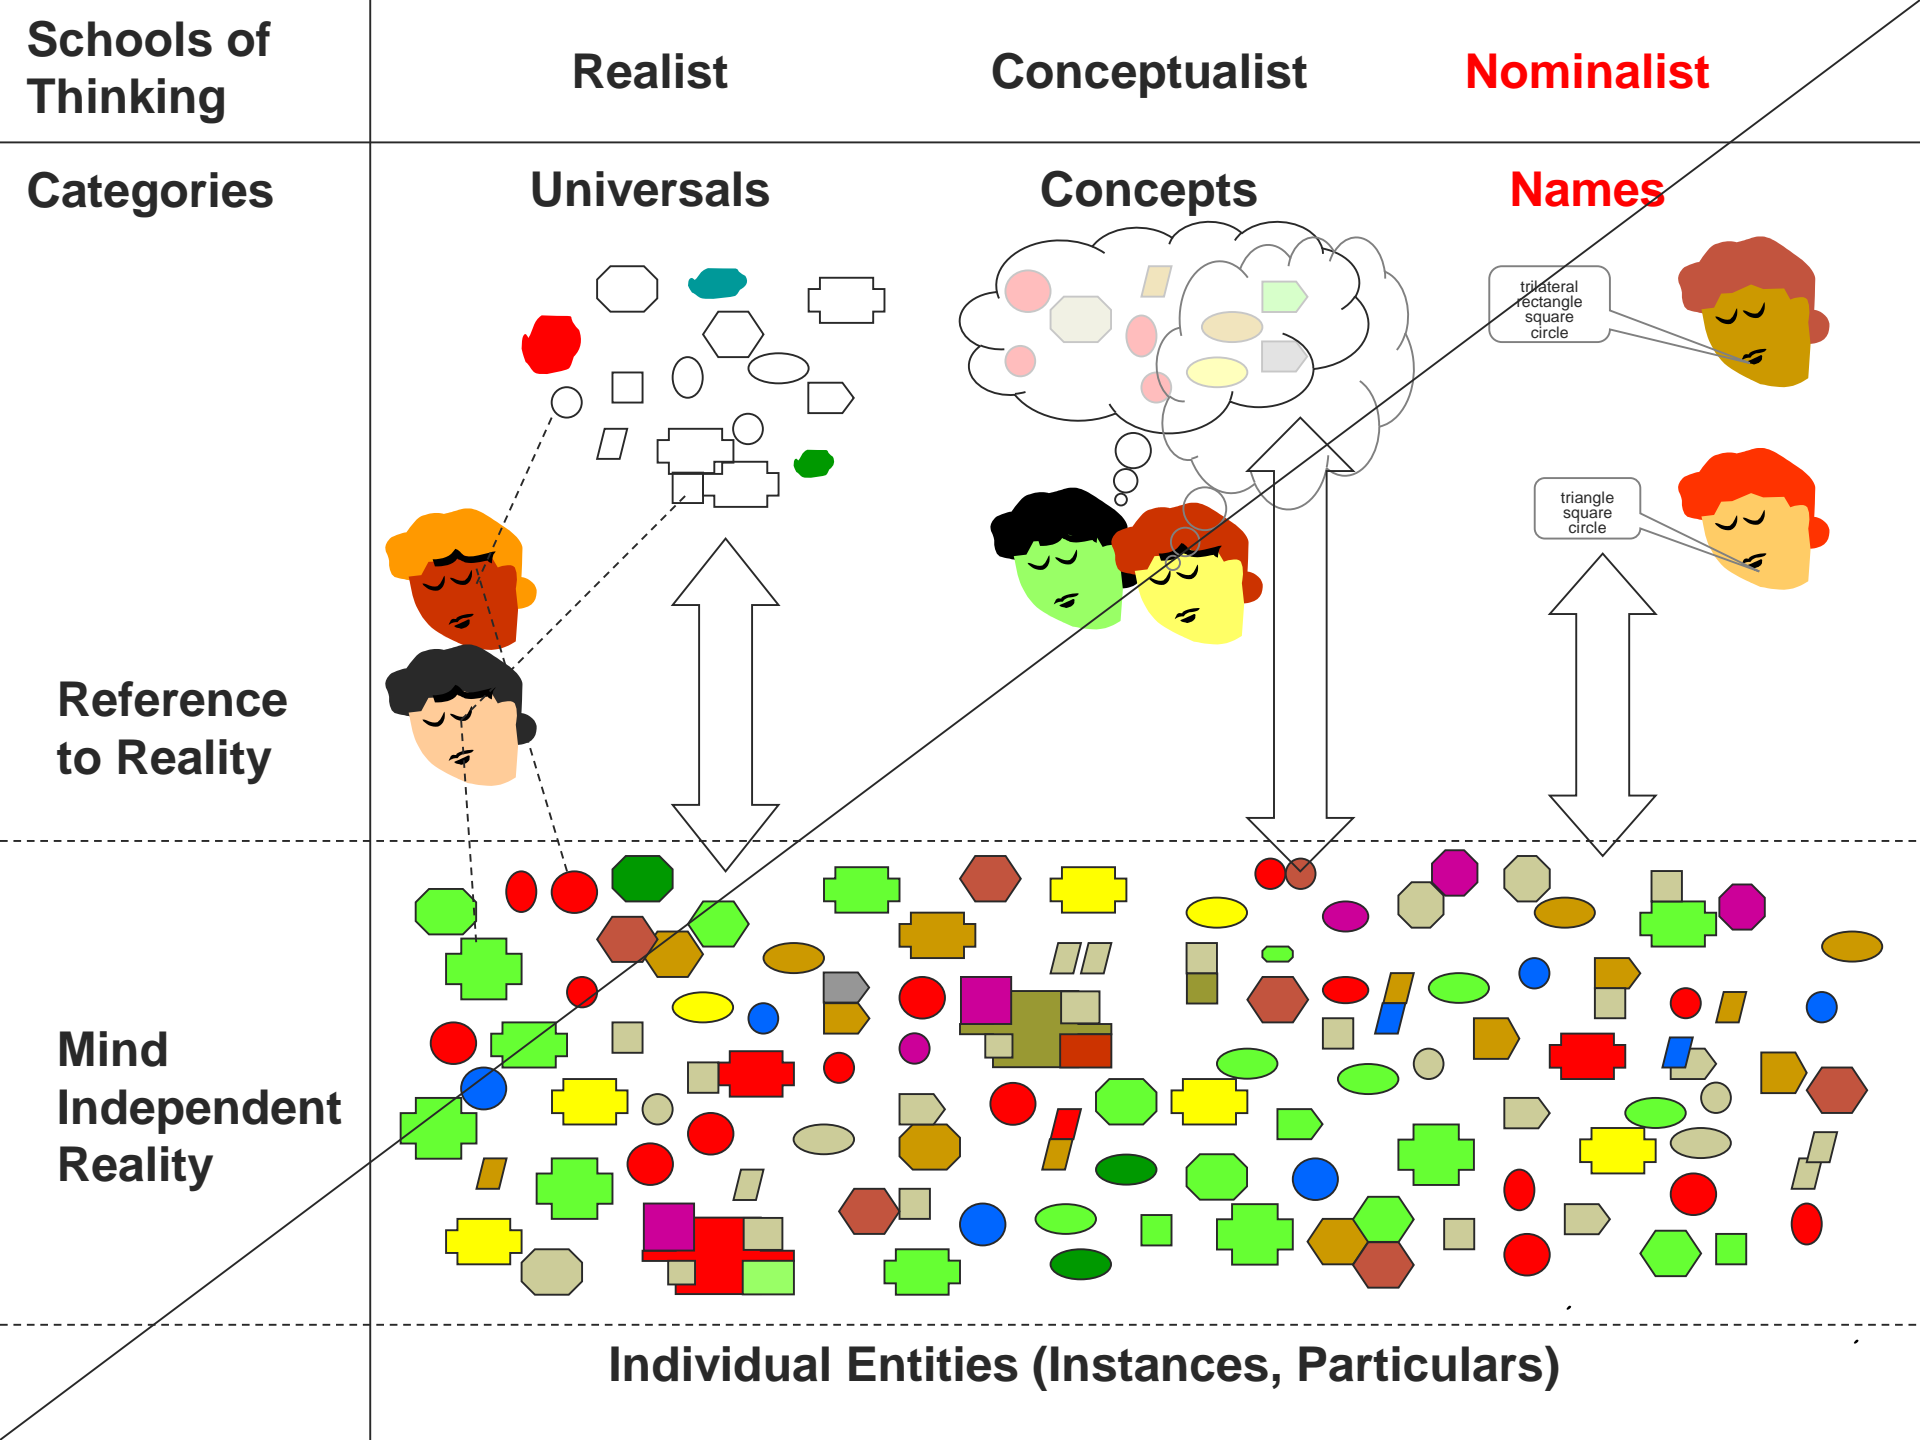 Schools of
Thinking
Realist
Conceptualist
Nominalist
Categories
Universals
Concepts
Names
trilateral
rectangle
square
circle
triangle
square
circle
Reference
to Reality
Mind
Independent
Reality
Individual Entities (Instances, Particulars)